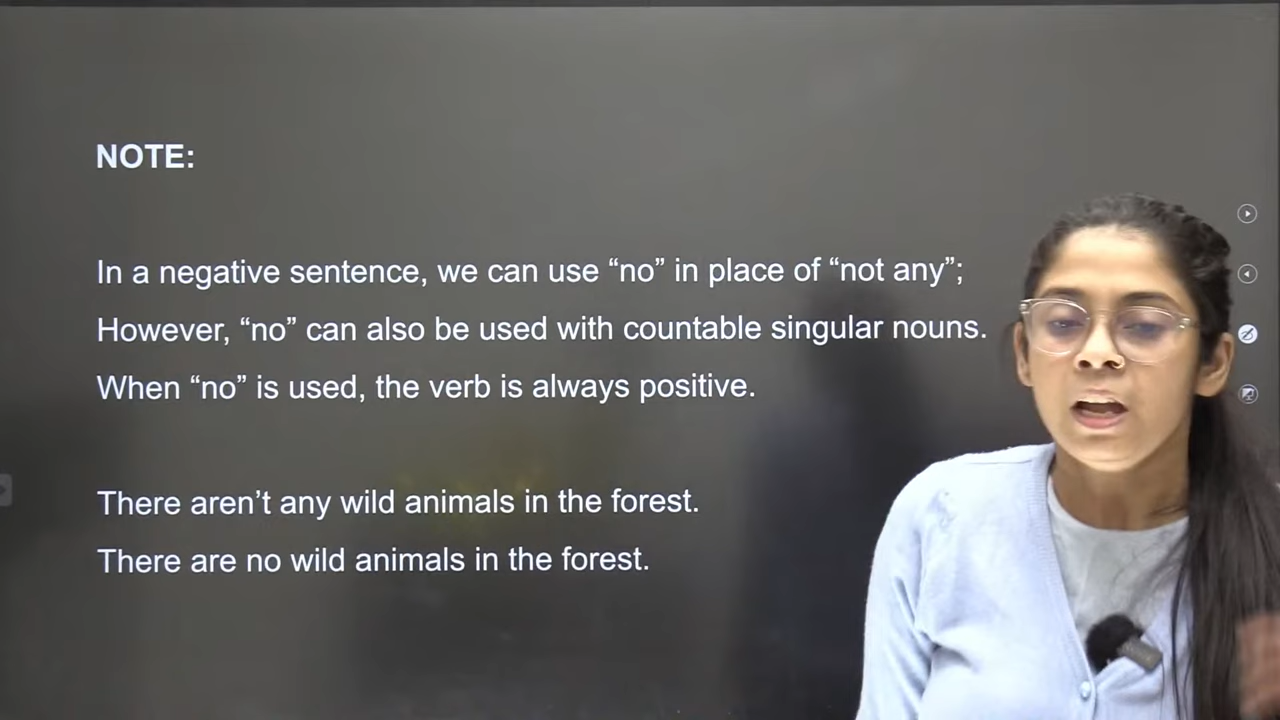 NOTE:
In a negative sentence, we can use “no” in place of “not any”;
However, “no” can also be used with countable singular nouns.
When “no” is used, the verb is always positive.
There aren’t any wild animals in the forest.
There are no wild animals in the forest.